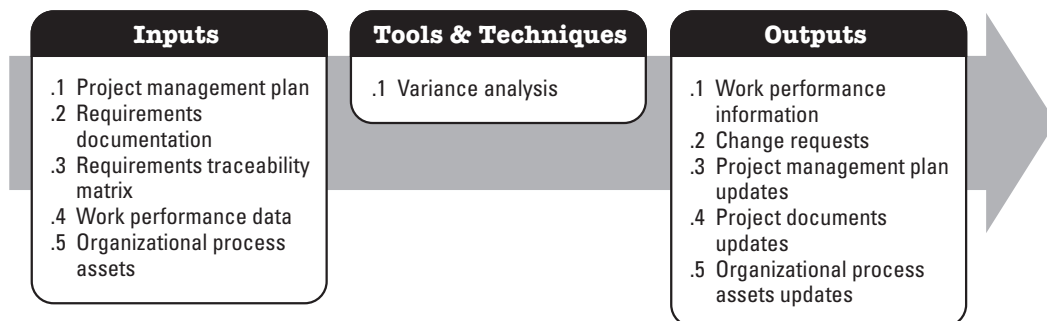 Inputs
.1 Project management plan
.2 Requirements
documentation
.3 Requirements traceability
matrix
.4 Work performance data
.5 Organizational process
assets
Tools & Techniques
.1 Variance analysis
Outputs
.1 Work performance
information
.2 Change requests
.3 Project management plan
updates
.4 Project documents
updates
.5 Organizational process
assets updates